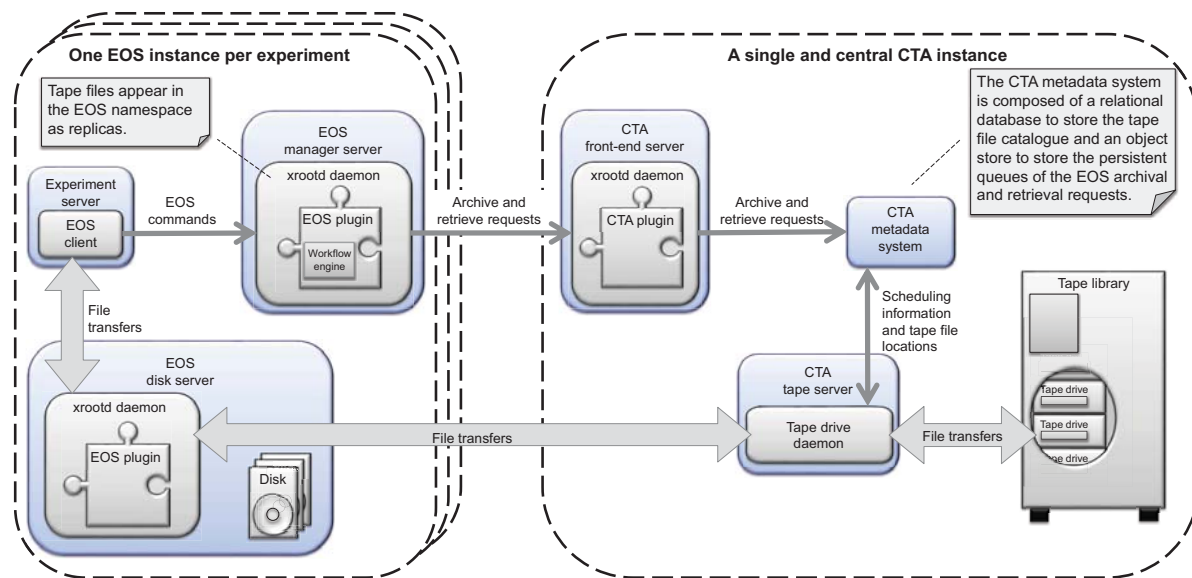 One EOS instance per experiment
Tape files appear in
the EOS namespace
as replicas.
EOS
manager server
xrootd daemon
EOS plugin
Workflow
engine
Experiment
server
EOS
client
EOS
commands
File
transfers
EOS
disk server
xrootd daemon
EOS plugin
Disk
Archive and
retrieve requests
File transfers
A single and central CTA instance
CTA
front-end server
xrootd daemon
CTA plugin
Archive and
retrieve requests
The CTA metadata system
is composed of a relational
database to store the tape
file catalogue and an object
store to store the persistent
queues of the EOS archival
and retrieval requests.
CTA
metadata
system
Scheduling
information
and tape file
locations
CTA
tape server
Tape drive
daemon
File transfers
Tape library
Tape drive
Tape drive
Tape drive